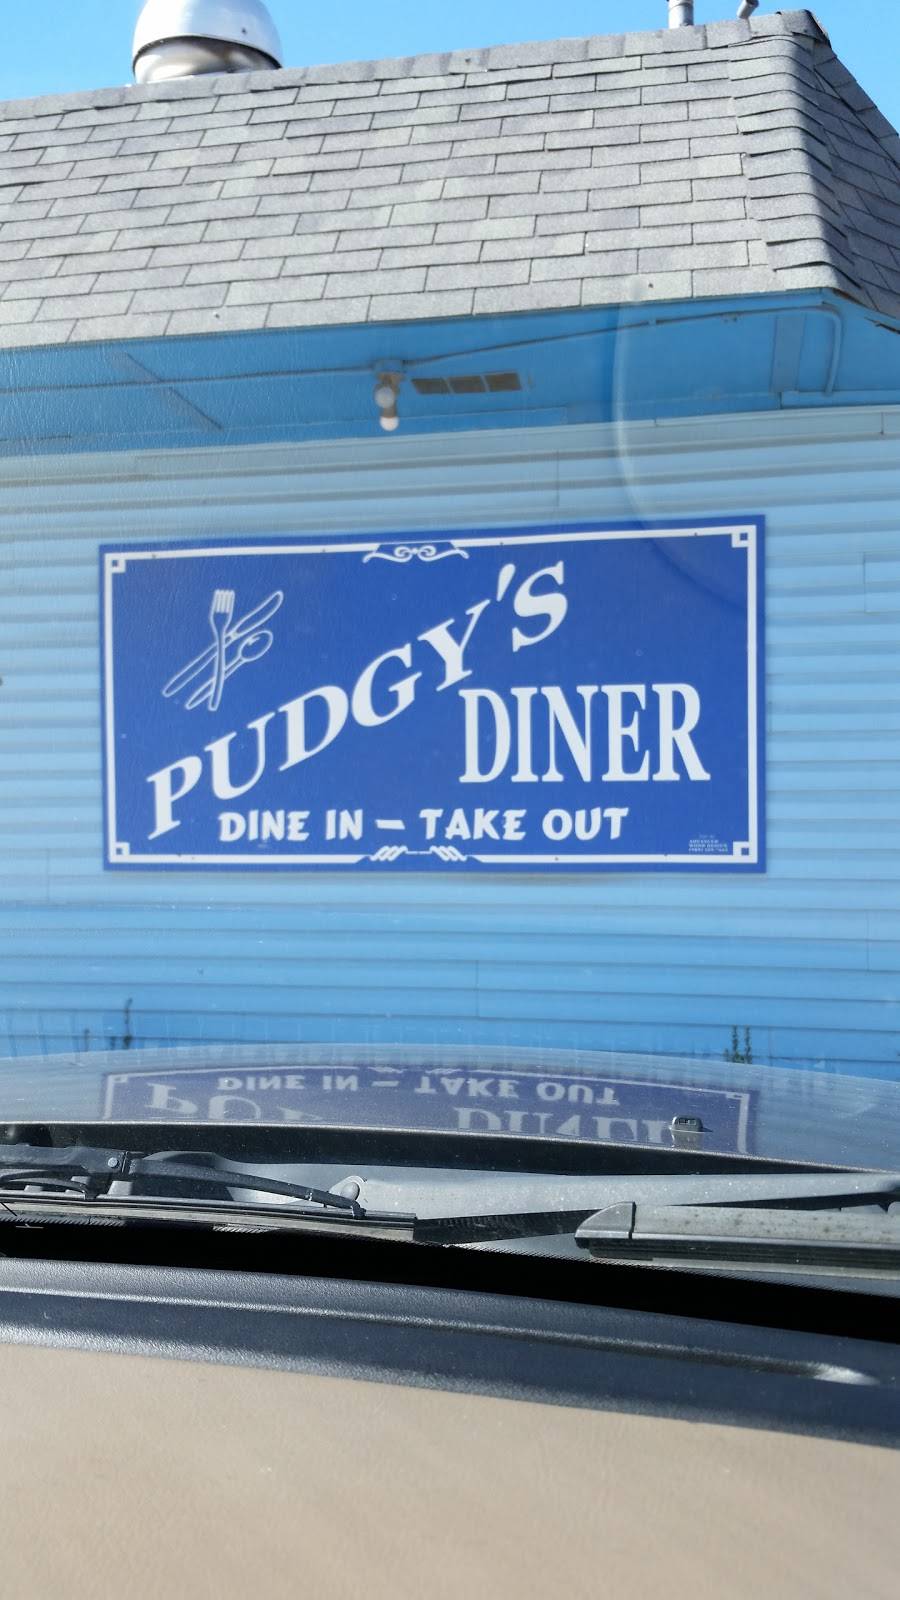 PUDGY'S
DINER
DINE IN – TAKE OUT